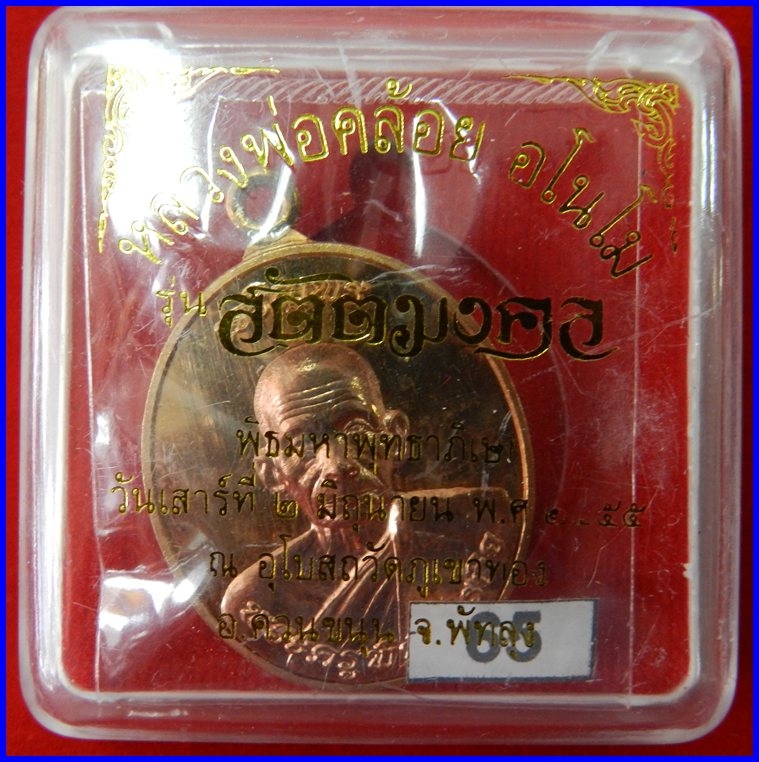 หลวงพ่อคล้อย อโนโม
รุ่น สัตติมงคล
พิธีมหาพุทธาภิเษก
วันเสาร์ที่ ๒ มิถุนายน พ.ศ ๒๕๕๕
ณ อุโบสถวัดภูเขาทอง
อ.ควนขนุน จ.พัทลุง
05